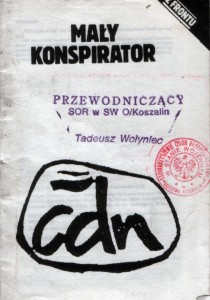 Z FRONTU
MAŁY
KONSPIRATOR
PRZEWODNICZĄCY
SOR w SW O/Koszalin
Tadeusz Wołyniec
cdn